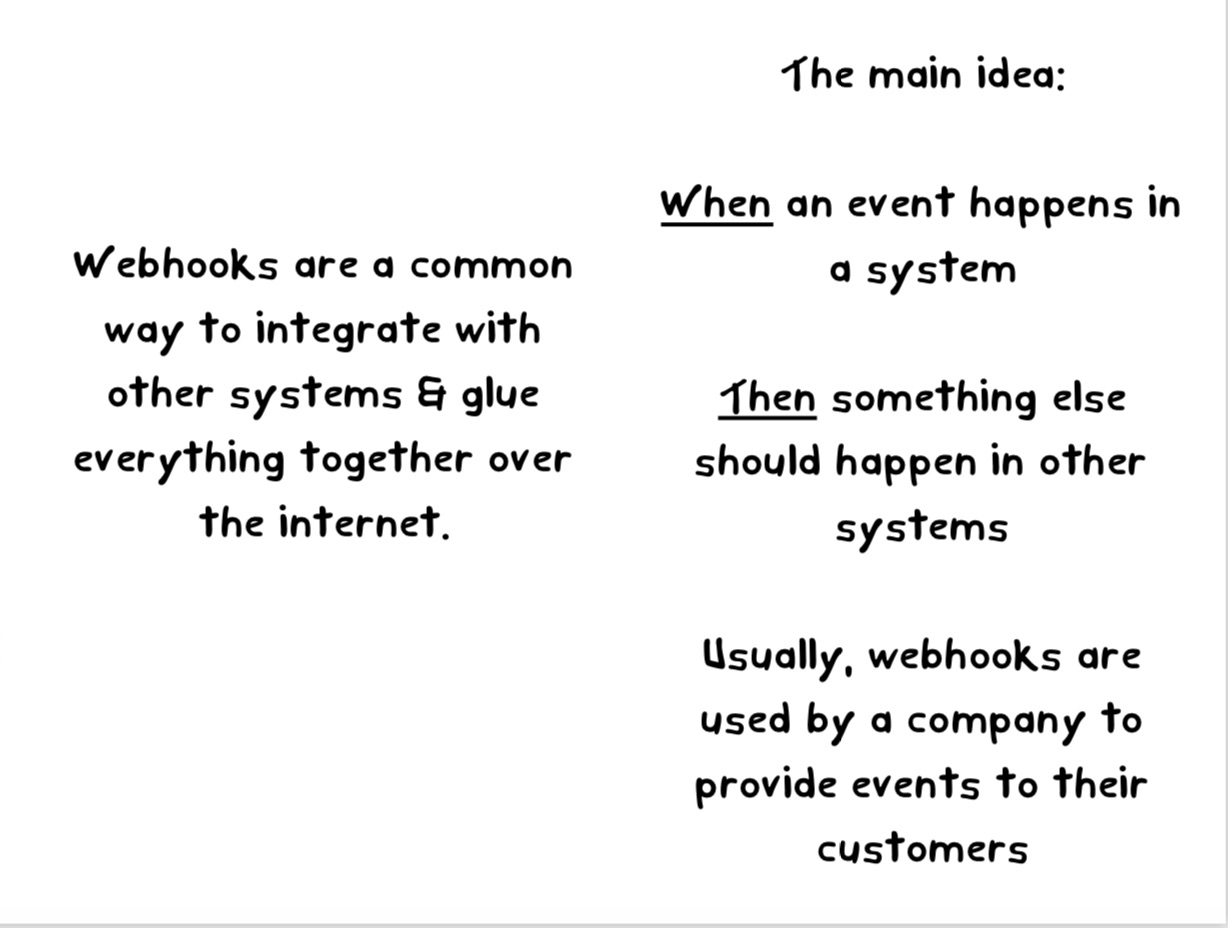 Webhooks are a common
way to integrate with
other systems & glue
everything together over
the internet.
The main idea:
When an event happens in
a system
Then something else
should happen in other
systems
Usually, webhooks are
used by a company to
provide events to their
customers